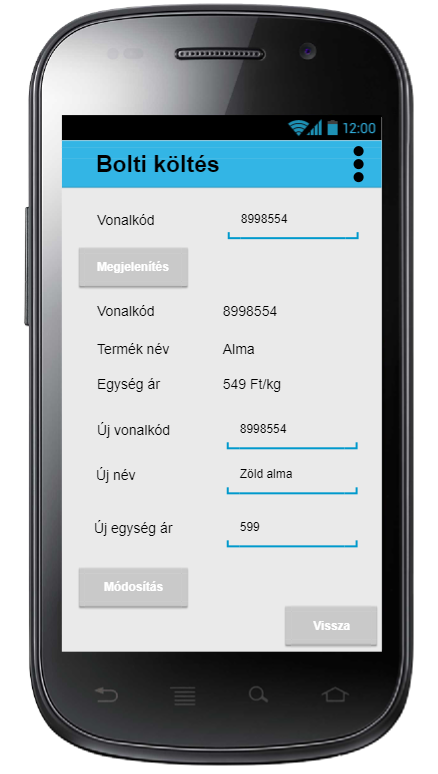 12:00
Bolti költés
Vonalkód 8998554
Megjelenítés
Vonalkód 8998554
Termék név Alma
Egység ár 549 Ft/kg
Új vonalkód 8998554
Új név Zöld alma
Új egység ár 599
Módosítás
Vissza